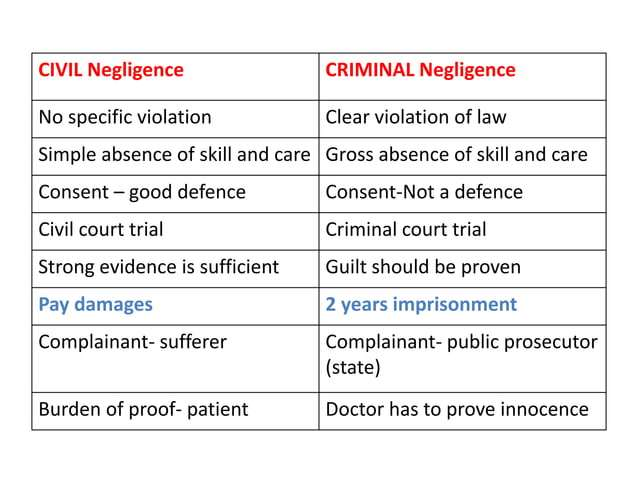 CIVIL Negligence
CRIMINAL Negligence
No specific violation
Clear violation of law
Simple absence of skill and care
Gross absence of skill and care
Consent – good defence
Consent-Not a defence
Civil court trial
Criminal court trial
Strong evidence is sufficient
Guilt should be proven
Pay damages
2 years imprisonment
Complainant- sufferer
Complainant- public prosecutor
(state)
Burden of proof- patient
Doctor has to prove innocence